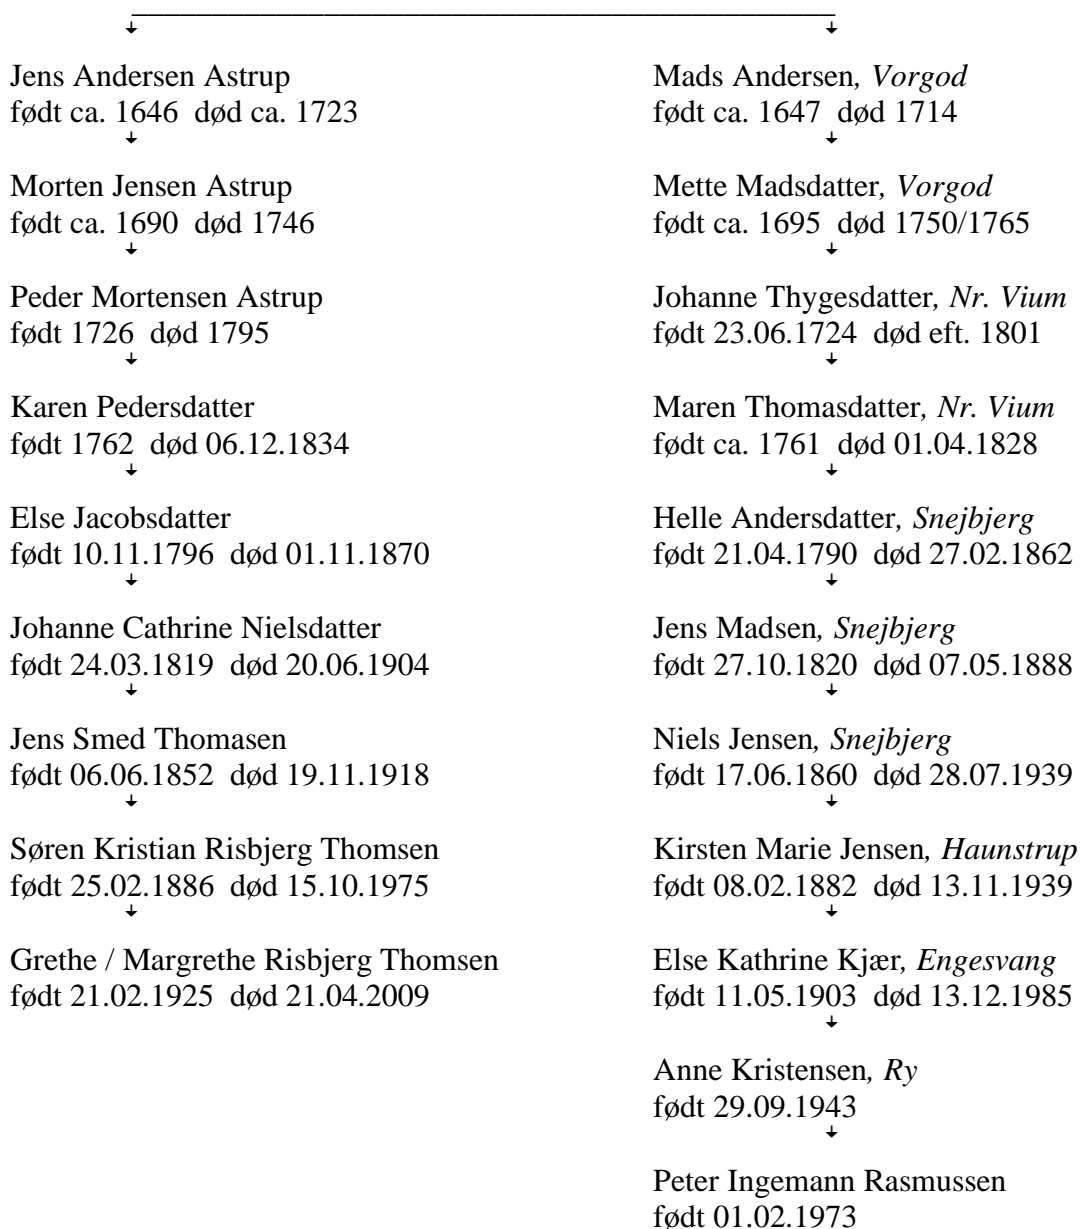 Jens Andersen Astrup
født ca. 1646  død ca. 1723
Morten Jensen Astrup
født ca. 1690  død 1746
Peder Mortensen Astrup
født 1726  død 1795
Karen Pedersdatter
født 1762  død 06.12.1834
Else Jacobsdatter
født 10.11.1796  død 01.11.1870
Johanne Cathrine Nielsdatter
født 24.03.1819  død 20.06.1904
Jens Smed Thomasen
født 06.06.1852  død 19.11.1918
Søren Kristian Risbjerg Thomsen
født 25.02.1886  død 15.10.1975
Grethe / Margrethe Risbjerg Thomsen
født 21.02.1925  død 21.04.2009
Mads Andersen, Vorgod
født ca. 1647  død 1714
Mette Madsdatter, Vorgod
født ca. 1695  død 1750/1765
Johanne Thygesdatter, Nr. Vium
født 23.06.1724  død eft. 1801
Maren Thomasdatter, Nr. Vium
født ca. 1761  død 01.04.1828
Helle Andersdatter, Snejbjerg
født 21.04.1790  død 27.02.1862
Jens Madsen, Snejbjerg
født 27.10.1820  død 07.05.1888
Niels Jensen, Snejbjerg
født 17.06.1860  død 28.07.1939
Kirsten Marie Jensen, Haunstrup
født 08.02.1882  død 13.11.1939
Else Kathrine Kjær, Engesvang
født 11.05.1903  død 13.12.1985
Anne Kristensen, Ry
født 29.09.1943
Peter Ingemann Rasmussen
født 01.02.1973